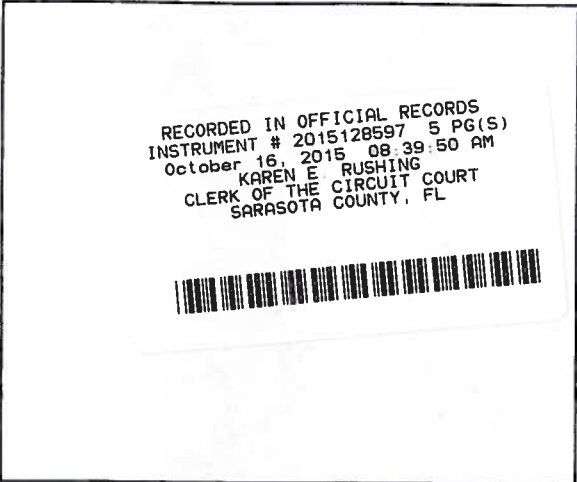 RECORDED IN OFFICIAL RECORDS
INSTRUMENT # 2015128597 5 PG(S)
October 16, 2015 08:39:50 AM
KAREN E. RUSHING
CLERK OF THE CIRCUIT COURT
SARASOTA COUNTY, FL